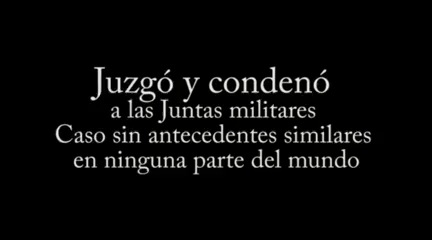 Juzgó y condenó
a las Juntas militares
Caso sin antecedentes similares
en ninguna parte del mundo